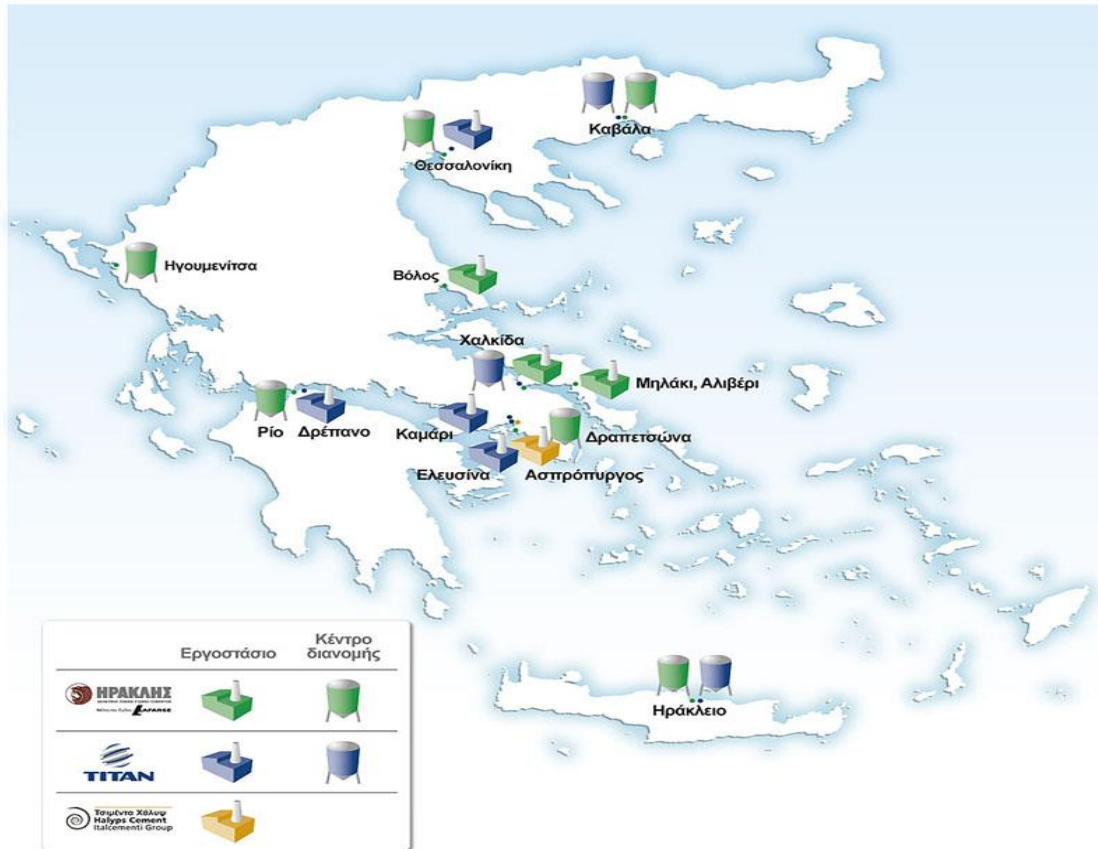 Καβάλα
Θεσσαλονίκη
Ηγουμενίτσα
Βόλος
Χαλκίδα
Μηλάκι, Αλιβέρι
Ρίο
Δρέπανο
Καμάρι
Δραπετσώνα
Ελευσίνα
Ασπρόπυργος
Ηράκλειο
Εργοστάσιο
Κέντρο
διανομής
ΗΡΑΚΛΗΣ
LAFARGE
TITAN
Τσιμέντα Χάλυψ
Halyps Cement
Italcementi Group